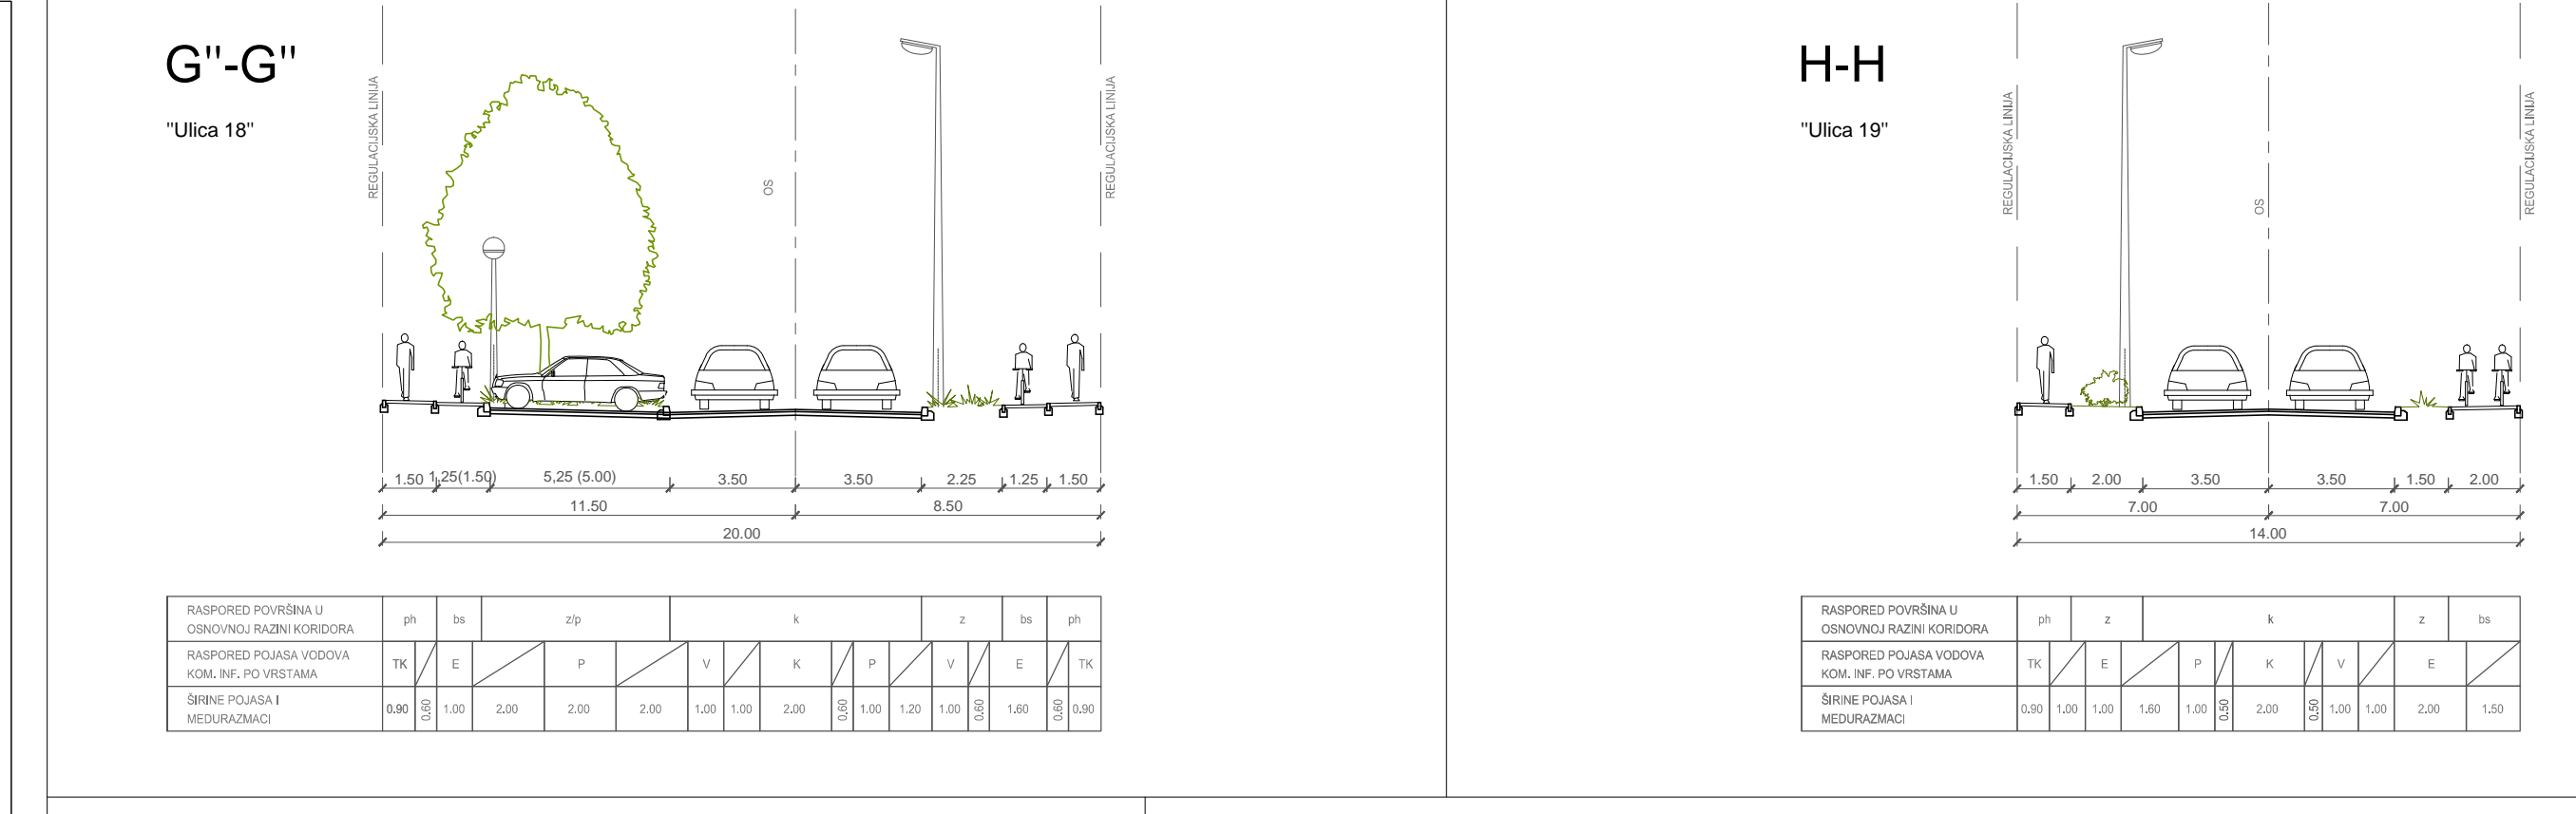 G''-G''
"Ulica 18"
REGULACIJSKA LINIJA
OS
REGULACIJSKA LINIJA
1.50 1,25(1.50) 5,25 (5.00) 3.50 3.50 2.25 1.25 1.50
11.50 8.50
20.00
RASPORED POVRŠINA U
OSNOVNOJ RAZINI KORIDORA
ph bs z/p k z bs ph
RASPORED POJASA VODOVA
KOM. INF. PO VRSTAMA
TK E P V K P V E TK
ŠIRINE POJASA I
MEDURAZMACI
0.90 0.60 1.00 2.00 2.00 2.00 1.00 1.00 2.00 0.60 1.00 1.20 1.00 0.60 1.60 0.60 0.90
H-H
"Ulica 19"
REGULACIJSKA LINIJA
OS
REGULACIJSKA LINIJA
1.50 2.00 3.50 3.50 1.50 2.00
7.00 7.00
14.00
RASPORED POVRŠINA U
OSNOVNOJ RAZINI KORIDORA
ph z k z bs
RASPORED POJASA VODOVA
KOM. INF. PO VRSTAMA
TK E P K V E
ŠIRINE POJASA I
MEDURAZMACI
0.90 1.00 1.00 1.60 1.00 0.50 2.00 0.50 1.00 1.00 2.00 1.50